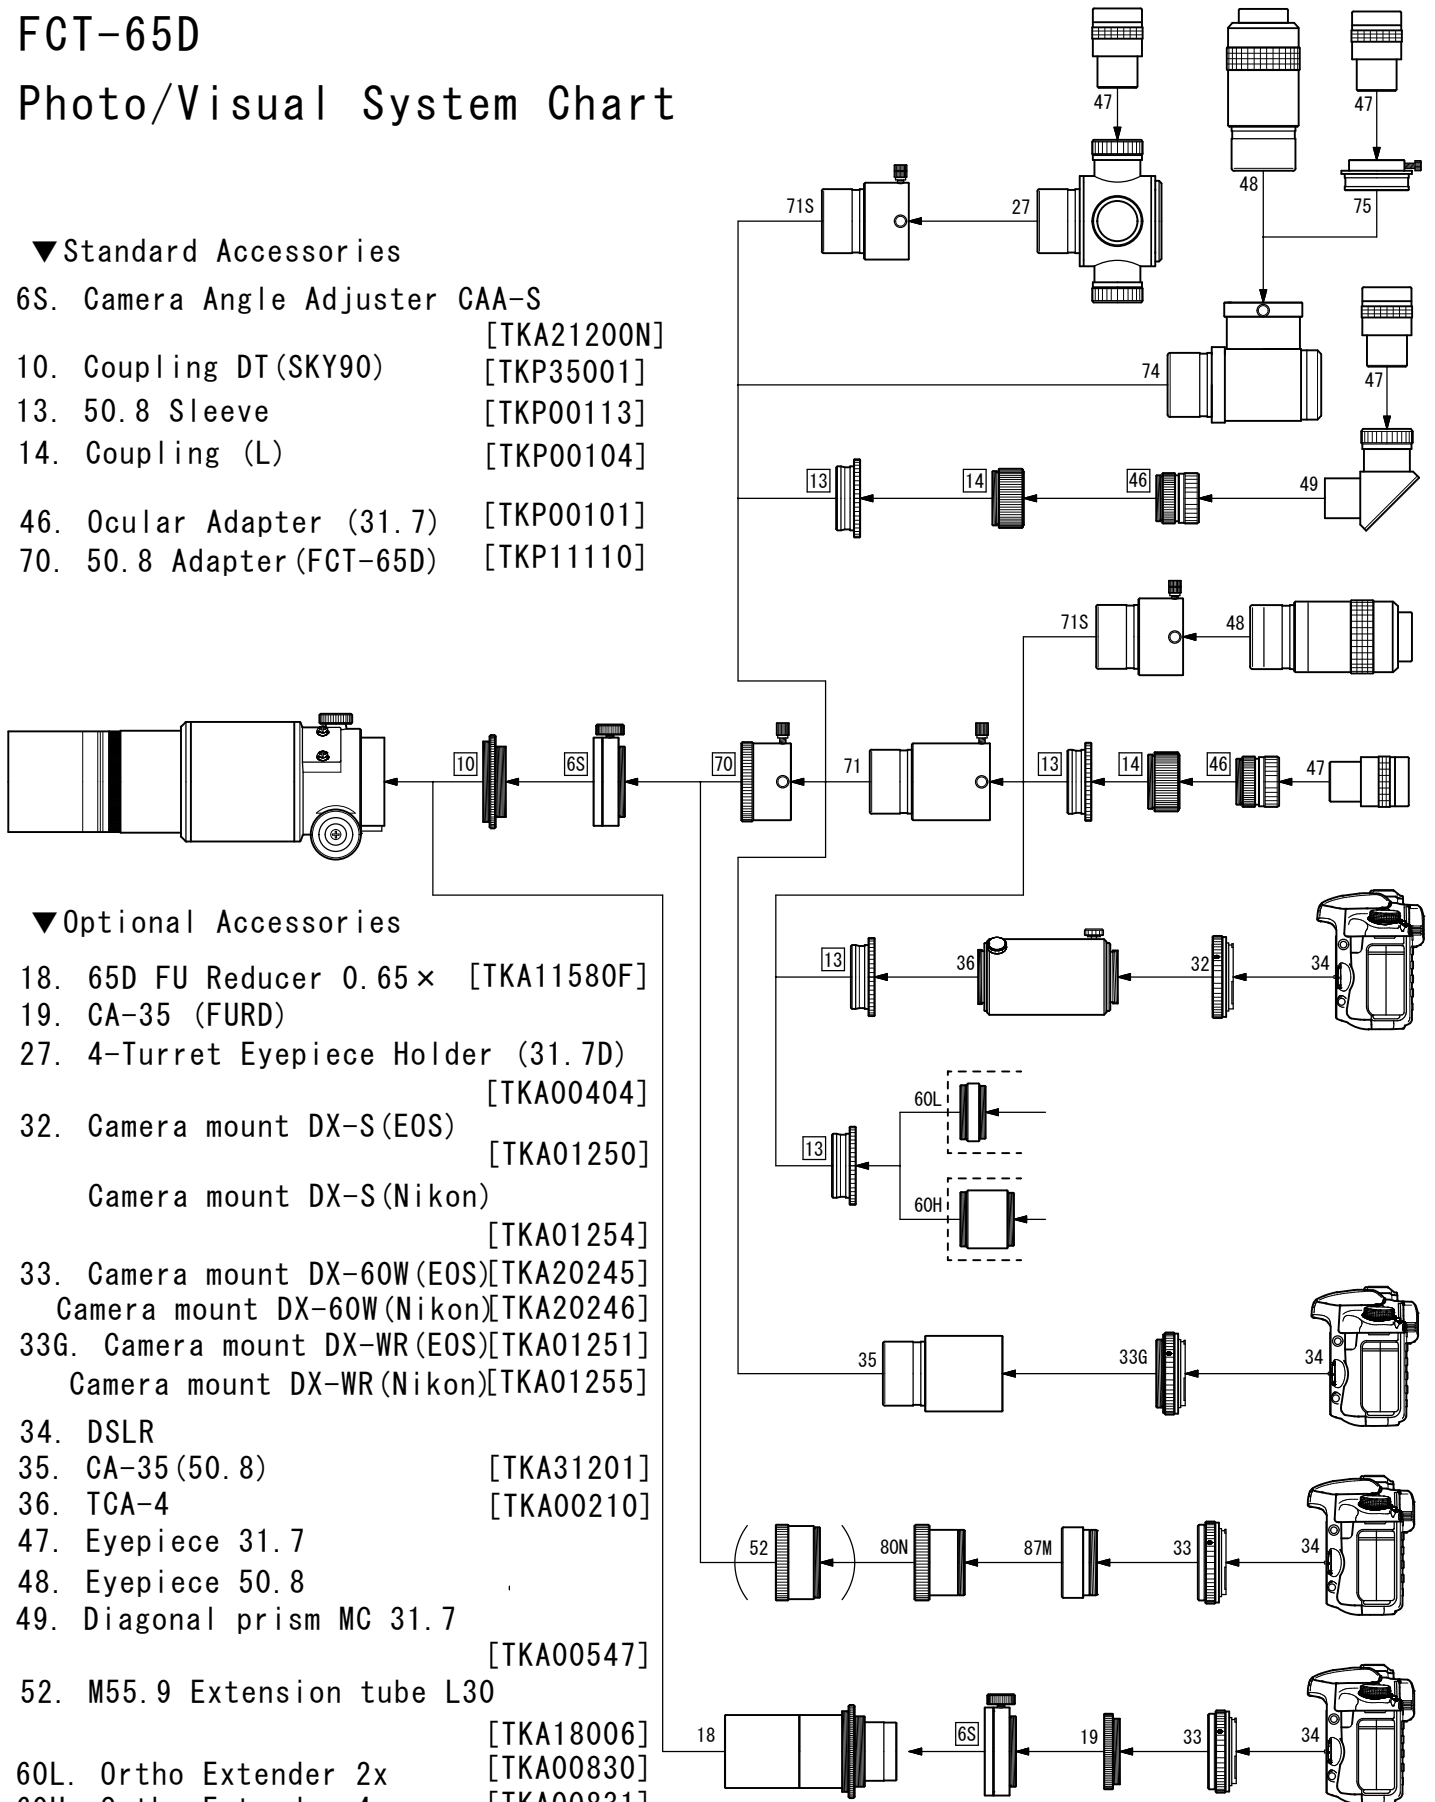 FCT-65D
Photo/Visual System Chart
▼Standard Accessories
6S. Camera Angle Adjuster CAA-S
[TKA21200N]
10. Coupling DT(SKY90) [TKP35001]
13. 50.8 Sleeve [TKP00113]
14. Coupling (L) [TKP00104]
46. Ocular Adapter (31.7) [TKP00101]
70. 50.8 Adapter(FCT-65D) [TKP11110]
▼Optional Accessories
18. 65D FU Reducer 0.65× [TKA11580F]
19. CA-35 (FURD)
27. 4-Turret Eyepiece Holder (31.7D)
[TKA00404]
32. Camera mount DX-S(EOS)
[TKA01250]
Camera mount DX-S(Nikon)
[TKA01254]
33. Camera mount DX-60W(EOS)[TKA20245]
Camera mount DX-60W(Nikon)[TKA20246]
33G. Camera mount DX-WR(EOS)[TKA01251]
Camera mount DX-WR(Nikon)[TKA01255]
34. DSLR
35. CA-35(50.8) [TKA31201]
36. TCA-4 [TKA00210]
47. Eyepiece 31.7
48. Eyepiece 50.8
49. Diagonal prism MC 31.7
[TKA00547]
52. M55.9 Extension tube L30
[TKA18006]
60L. Ortho Extender 2x [TKA00830]
47
48
47
75
71S
27
74
47
13
14
46
49
71S
48
10
6S
70
71
13
14
46
47
13
36
32
34
13
60L
60H
35
33G
34
52
80N
87M
33
34
18
6S
19
33
34